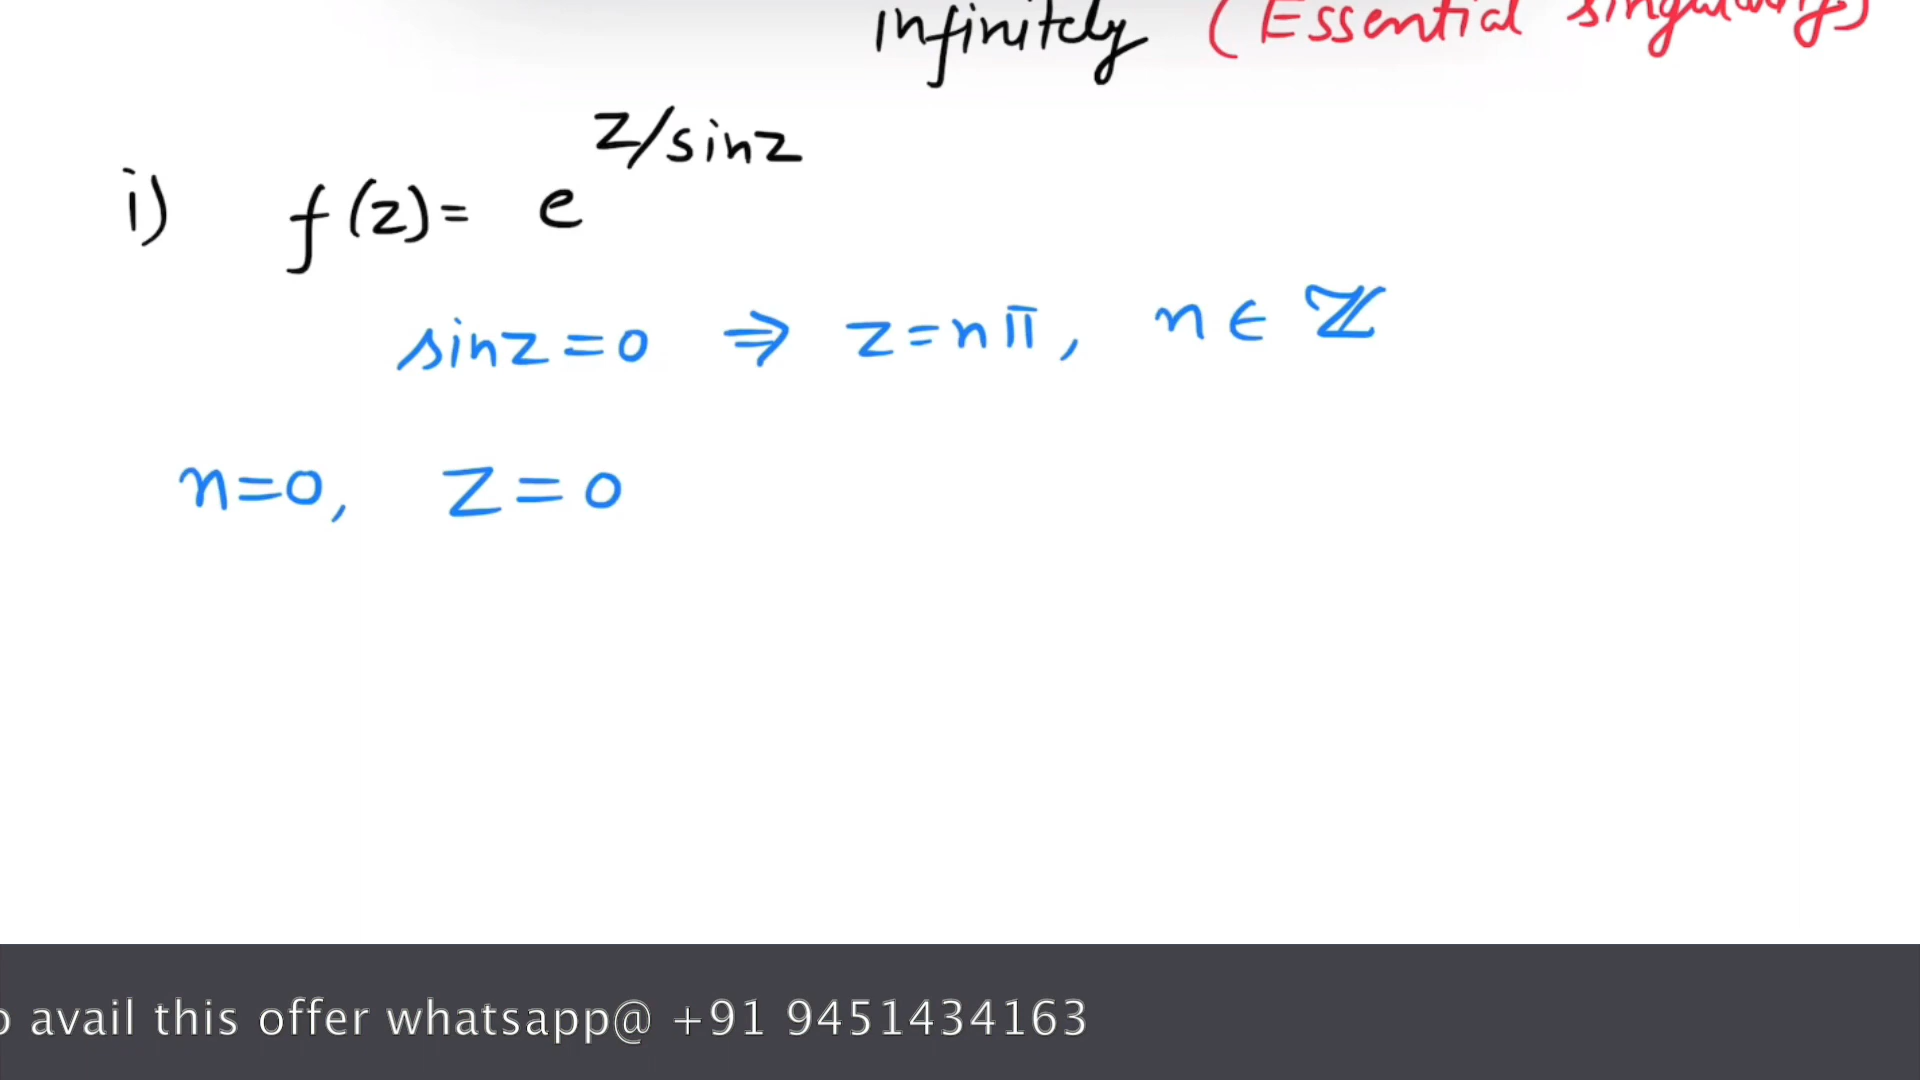 infinitely (Essential singularity)
i) f(z) = e^{z/sinz}
sinz = 0 ⇒ z = nπ, n ∈ ℤ
n=0, z = 0
avail this offer whatsapp@ +91 9451434163